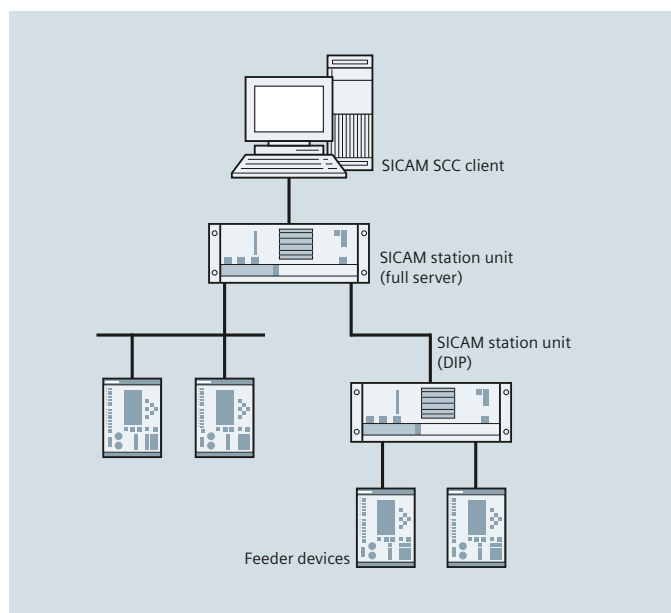 SICAM SCC client
SICAM station unit
(full server)
SICAM station unit
(DIP)
Feeder devices